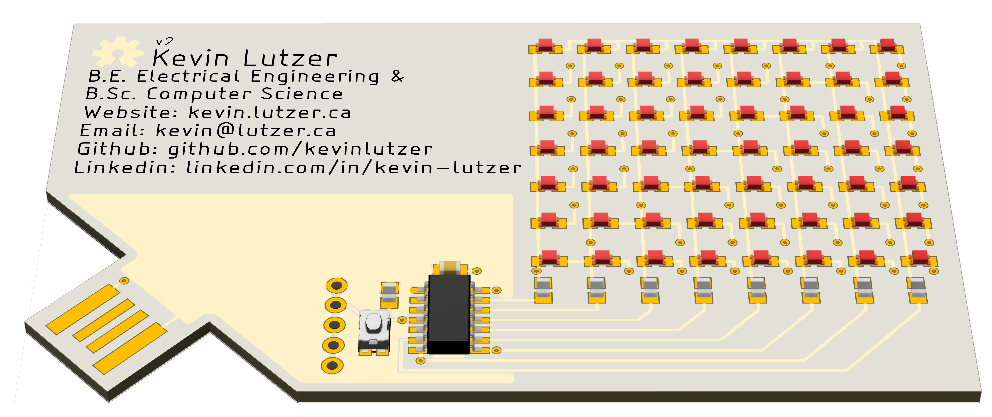 v2
Kevin Lutzer
B.E. Electrical Engineering &
B.Sc. Computer Science
Website: kevin.lutzer.ca
Email: kevin@lutzer.ca
Github: github.com/kevinlutzer
Linkedin: linkedin.com/in/kevin-lutzer